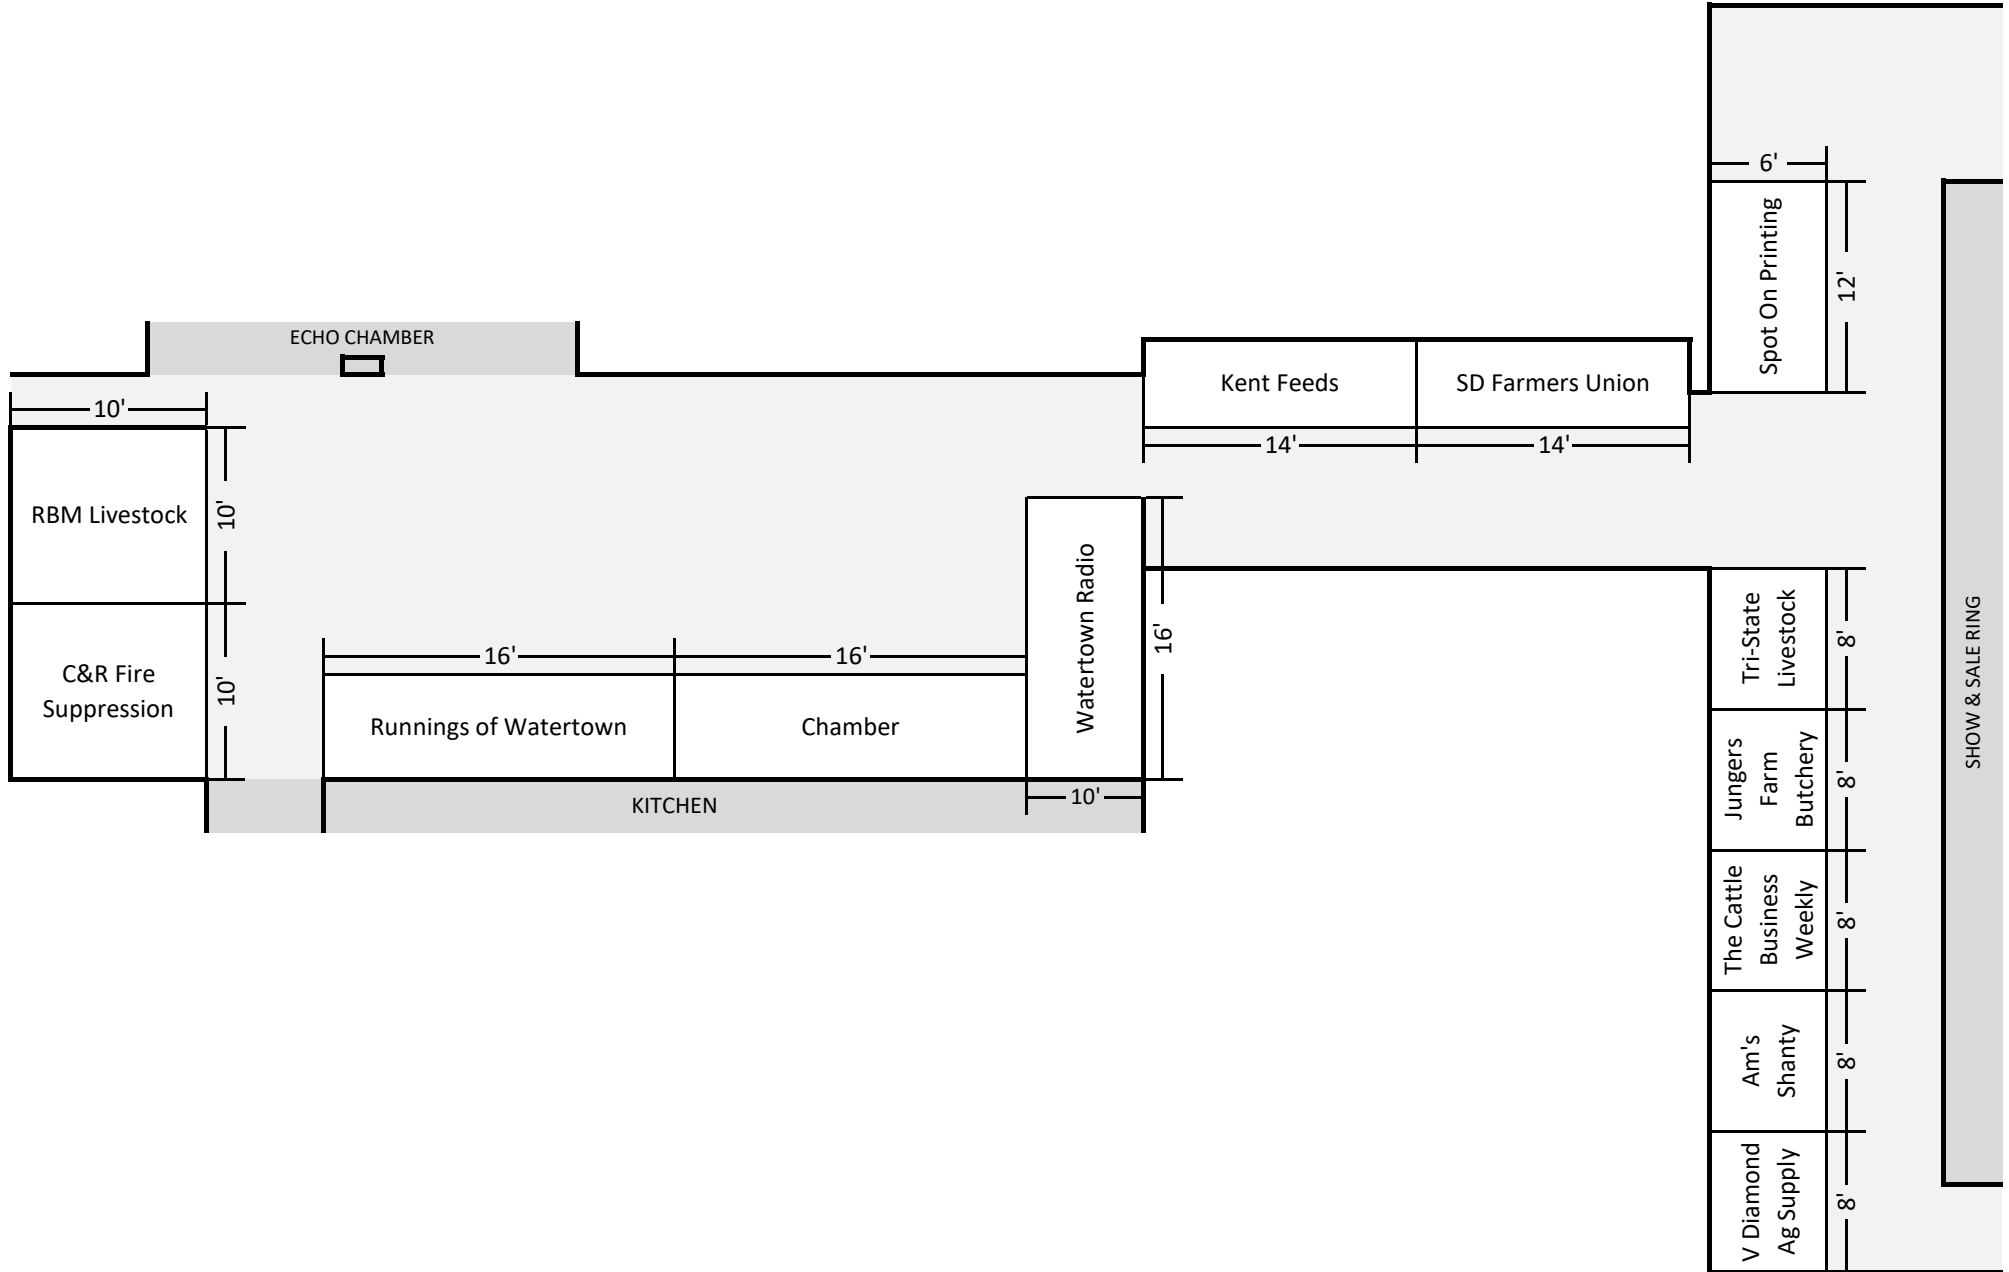 6'
Spot On Printing
12'
ECHO CHAMBER
Kent Feeds
SD Farmers Union
10'
14'
14'
RBM Livestock
10'
Watertown Radio
16'
Tri-State
Livestock
8'
SHOW & SALE RING
16'
16'
C&R Fire
Suppression
10'
Runnings of Watertown
Chamber
Jungers
Farm
Butchery
8'
10'
KITCHEN
The Cattle
Business
Weekly
8'
Am's
Shanty
8'
V Diamond
Ag Supply
8'